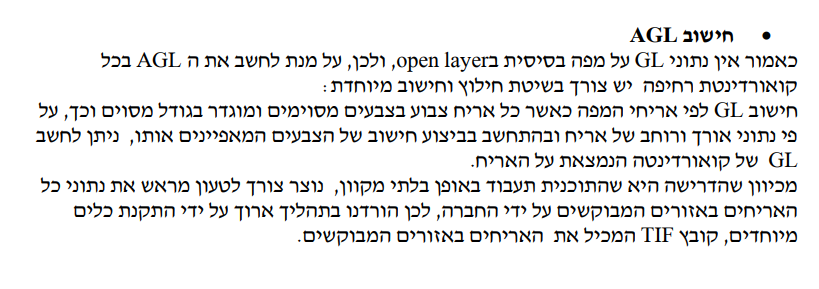 • חישוב AGL
כאמור אין נתוני GL על מפה בסיסית בopen layer, ולכן, על מנת לחשב את ה AGL בכל
קואורדינטת רחיפה יש צורך בשיטת חילוץ וחישוב מיוחדת:
חישוב GL לפי אריחי המפה כאשר כל אריח צבוע בצבעים מסוימים ומוגדר בגודל מסוים וכך, על
פי נתוני אורך ורוחב של אריח ובהתחשב בביצוע חישוב של הצבעים המאפיינים אותו, ניתן לחשב
GL של קואורדינטה הנמצאת על האריח.
מכיוון שהדרישה היא שהתוכנית תעבוד באופן בלתי מקוון, נוצר צורך לטעון מראש את נתוני כל
האריחים באזורים המבוקשים על ידי החברה, לכן הורדנו בתהליך ארוך על ידי התקנת כלים
מיוחדים, קובץ TIF המכיל את האריחים באזורים המבוקשים.